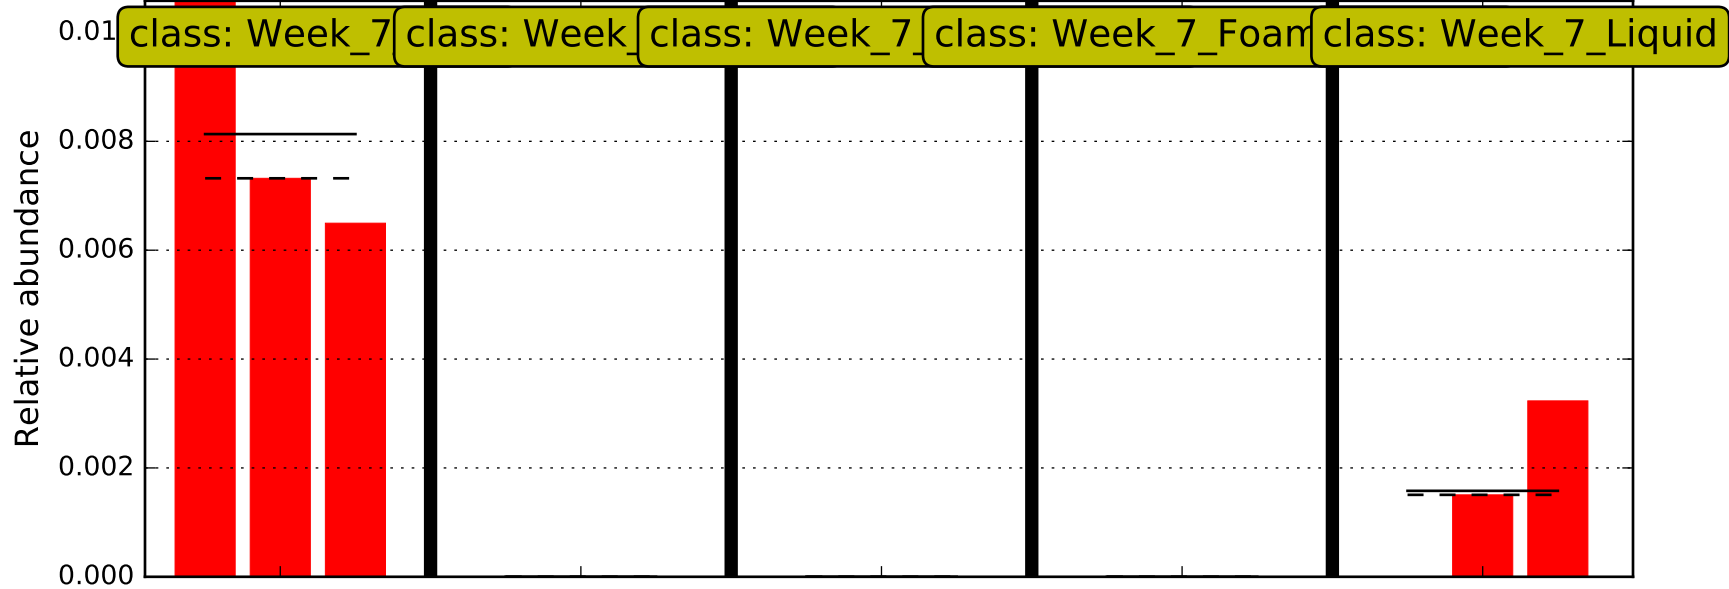 0.01
class: Week_7
class: Week_
class: Week_7_
class: Week_7_Foam
class: Week_7_Liquid
0.008
0.006
0.004
0.002
0.000
Relative abundance